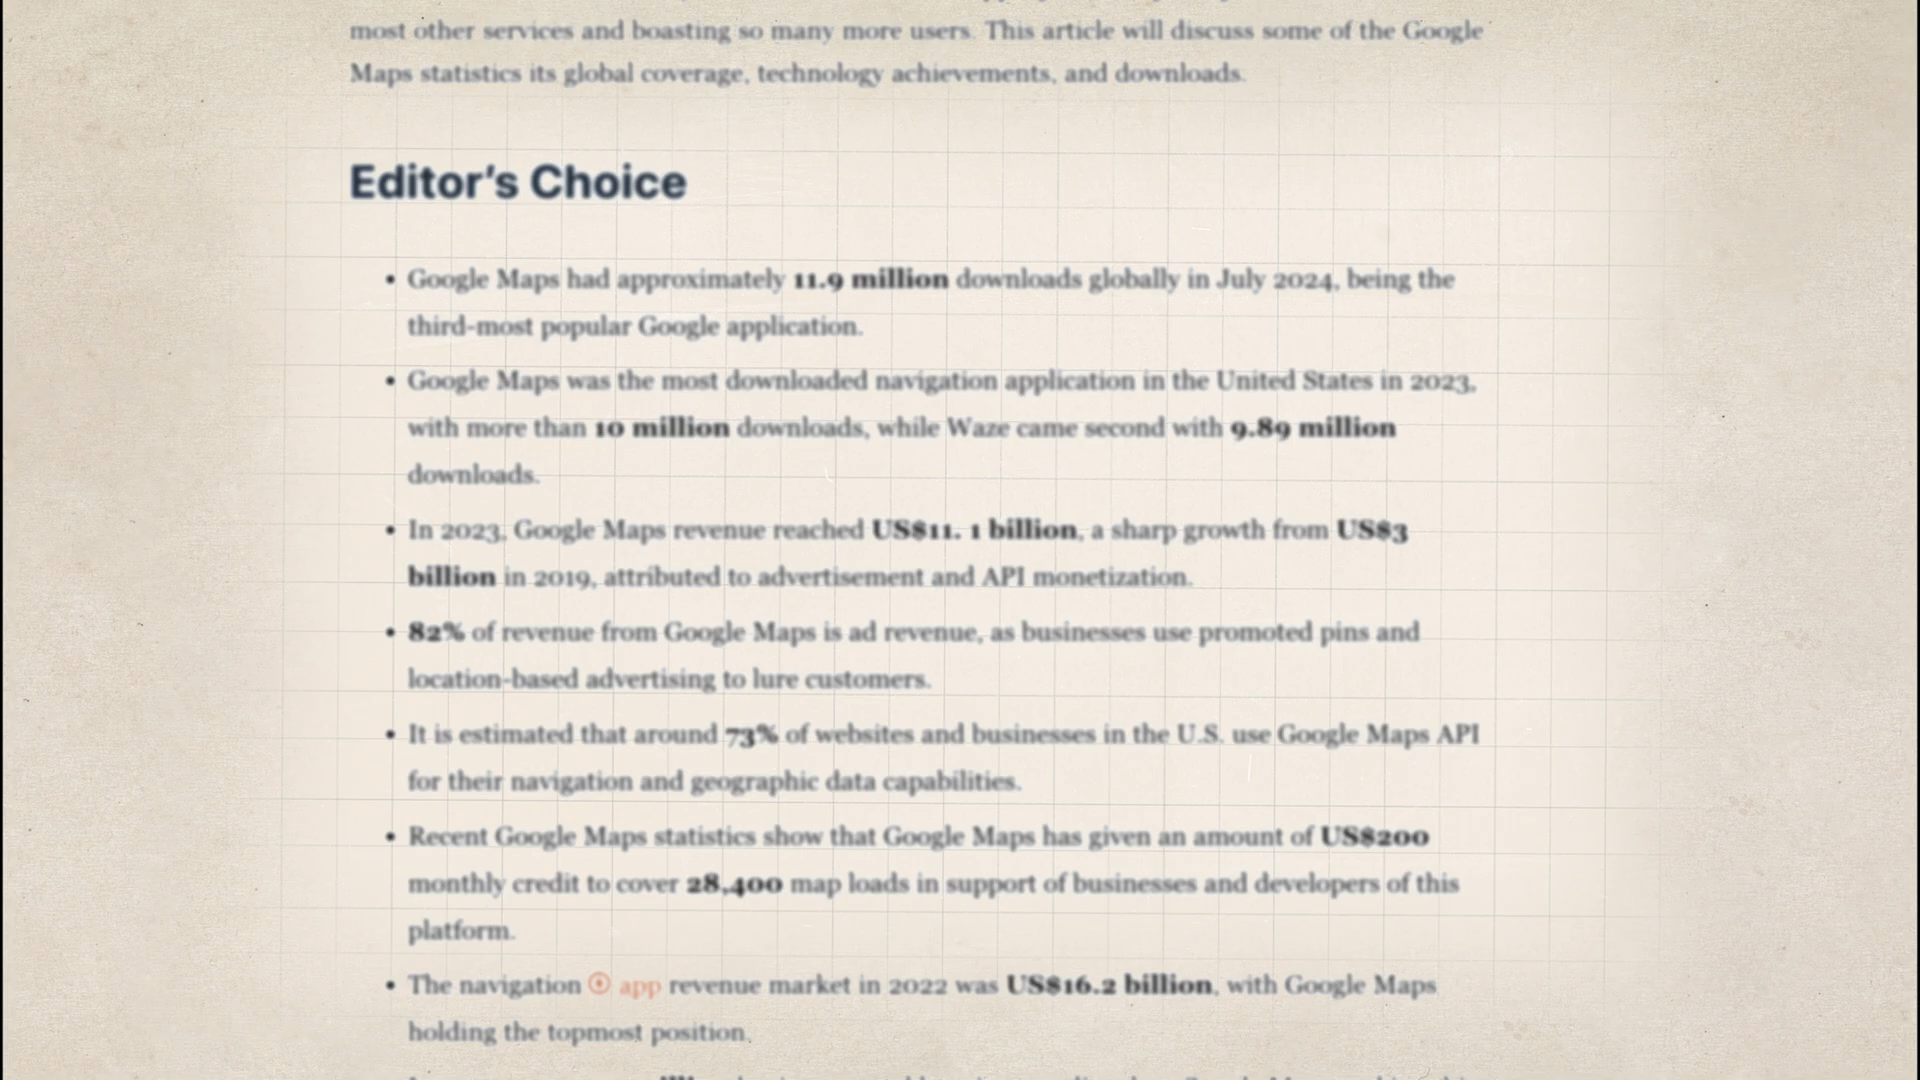 most other services and boasting so many more users. This article will discuss some of the Google
Maps statistics its global coverage, technology achievements, and downloads.
Editor's Choice
• Google Maps had approximately 11.9 million downloads globally in July 2024, being the
third-most popular Google application.
• Google Maps was the most downloaded navigation application in the United States in 2023,
with more than 10 million downloads, while Waze came second with 9.89 million
downloads.
• In 2023, Google Maps revenue reached US$11. 1 billion, a sharp growth from US$3
billion in 2019, attributed to advertisement and API monetization.
• 82% of revenue from Google Maps is ad revenue, as businesses use promoted pins and
location-based advertising to lure customers.
• It is estimated that around 73% of websites and businesses in the U.S. use Google Maps API
for their navigation and geographic data capabilities.
• Recent Google Maps statistics show that Google Maps has given an amount of US$200
monthly credit to cover 28,400 map loads in support of businesses and developers of this
platform.
• The navigation app revenue market in 2022 was US$16.2 billion, with Google Maps
holding the topmost position.